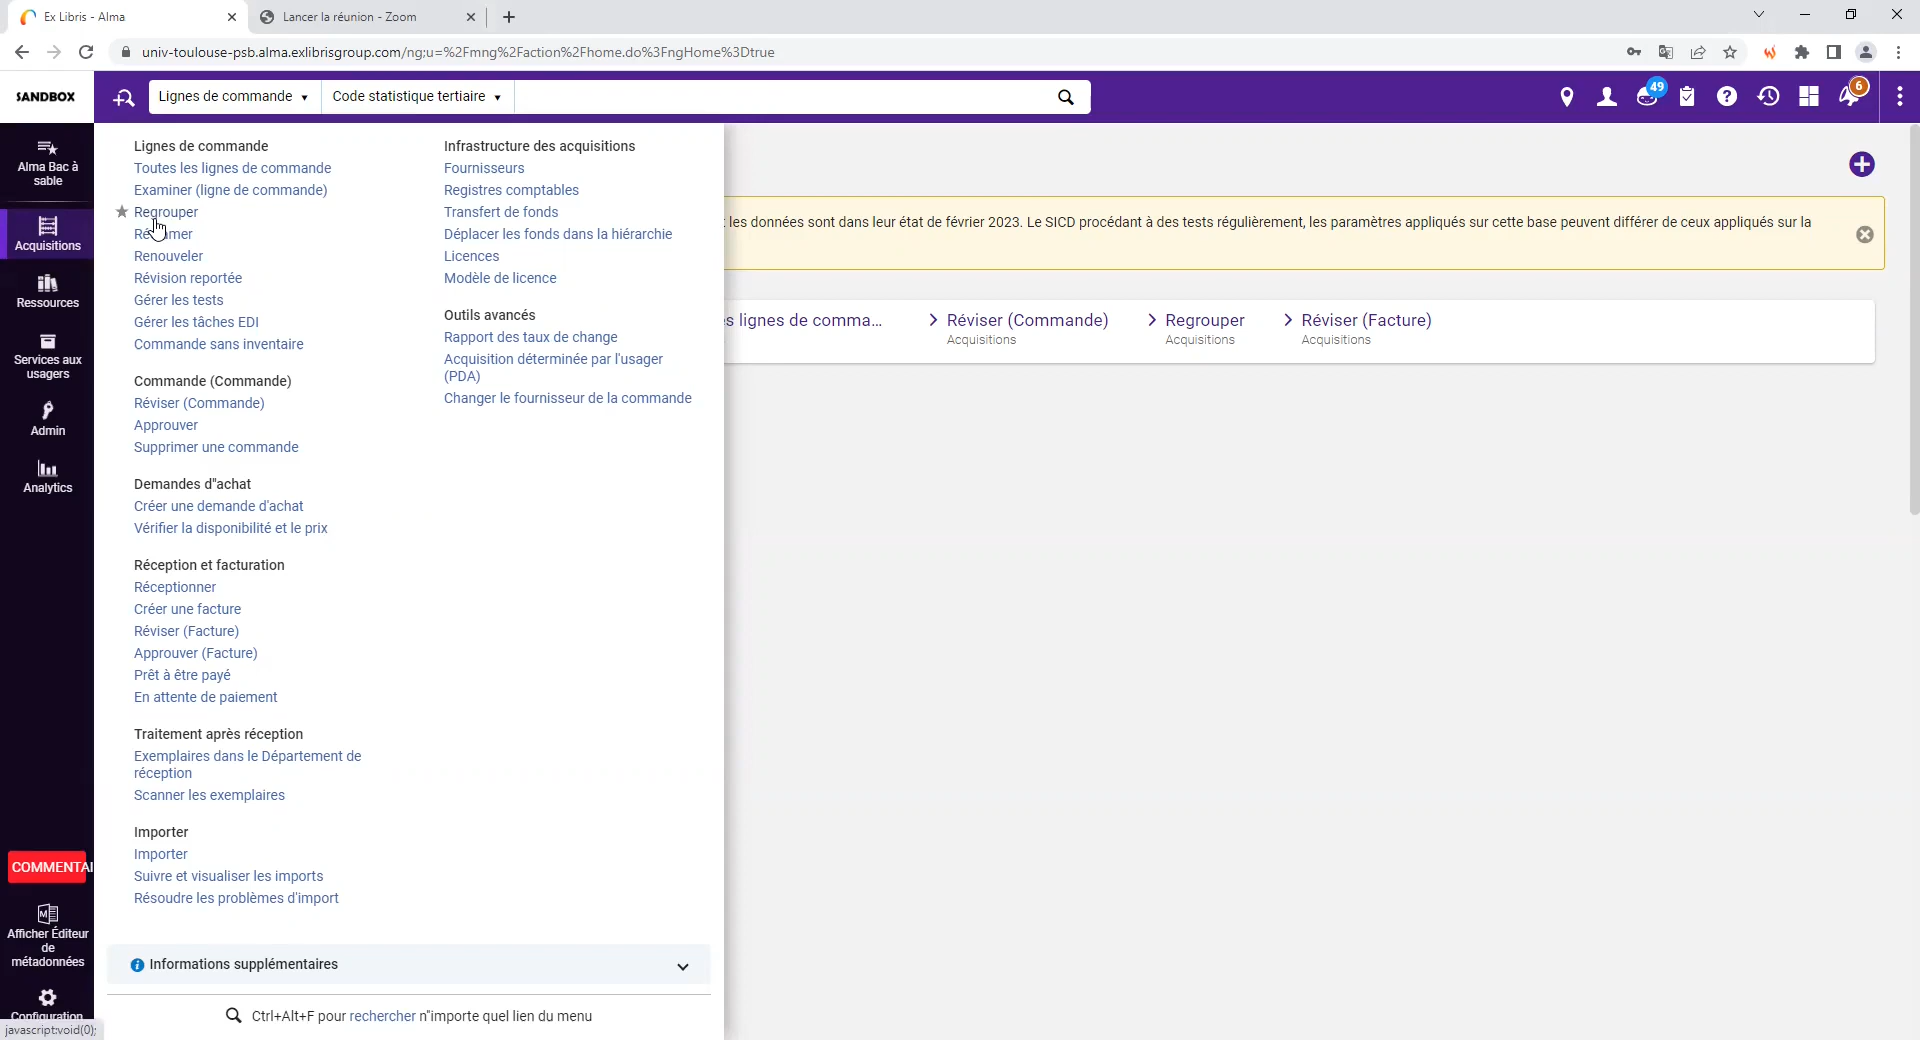 Ex Libris - Alma
Lancer la réunion - Zoom
univ-toulouse-psb.alma.exlibrisgroup.com/ng;u=%2Fmng%2Faction%2Fhome.do%3FngHome%3Dtrue
SANDBOX
Lignes de commande
Code statistique tertiaire
49
6
Alma Bac à
sable
Acquisitions
Ressources
Services aux
usagers
Admin
Analytics
COMMENTAI
Afficher Éditeur
de
métadonnées
Configuration
javascript:void(0);
Lignes de commande
Toutes les lignes de commande
Examiner (ligne de commande)
Regrouper
Renouveler
Révision reportée
Gérer les tests
Gérer les tâches EDI
Commande sans inventaire
Commande (Commande)
Réviser (Commande)
Approuver
Supprimer une commande
Demandes d"achat
Créer une demande d'achat
Vérifier la disponibilité et le prix
Réception et facturation
Réceptionner
Créer une facture
Réviser (Facture)
Approuver (Facture)
Prêt à être payé
En attente de paiement
Traitement après réception
Exemplaires dans le Département de
réception
Scanner les exemplaires
Importer
Importer
Suivre et visualiser les imports
Résoudre les problèmes d'import
Infrastructure des acquisitions
Fournisseurs
Registres comptables
Transfert de fonds
Déplacer les fonds dans la hiérarchie
Licences
Modèle de licence
Outils avancés
Rapport des taux de change
Acquisition déterminée par l'usager
(PDA)
Changer le fournisseur de la commande
Informations supplémentaires
Ctrl+Alt+F pour rechercher n"importe quel lien du menu
les données sont dans leur état de février 2023. Le SICD procédant à des tests régulièrement, les paramètres appliqués sur cette base peuvent différer de ceux appliqués sur la
s lignes de comma...
Réviser (Commande)
Acquisitions
Regrouper
Acquisitions
Réviser (Facture)
Acquisitions